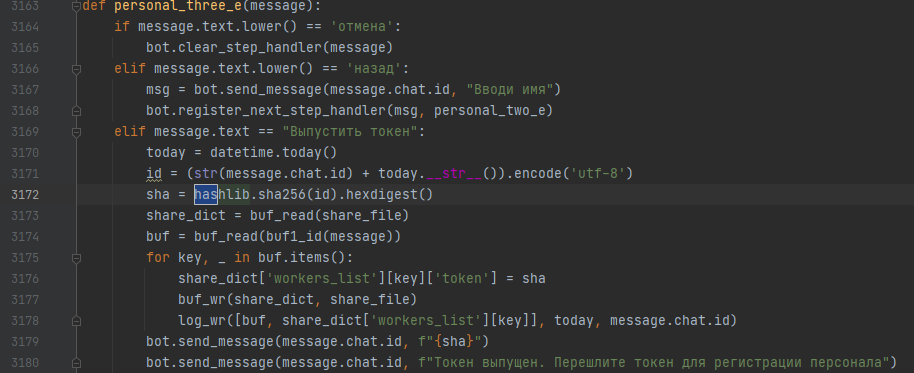 3163 def personal_three_e(message):
3164     if message.text.lower() == 'отмена':
3165         bot.clear_step_handler(message)
3166     elif message.text.lower() == 'назад':
3167         msg = bot.send_message(message.chat.id, "Вводи имя")
3168         bot.register_next_step_handler(msg, personal_two_e)
3169     elif message.text == "Выпустить токен":
3170         today = datetime.today()
3171         id = (str(message.chat.id) + today.__str__()).encode('utf-8')
3172         sha = hashlib.sha256(id).hexdigest()
3173         share_dict = buf_read(share_file)
3174         buf = buf_read(buf1_id(message))
3175         for key, _ in buf.items():
3176             share_dict['workers_list'][key]['token'] = sha
3177             buf_wr(share_dict, share_file)
3178             log_wr([buf, share_dict['workers_list'][key]], today, message.chat.id)
3179         bot.send_message(message.chat.id, f"{sha}")
3180         bot.send_message(message.chat.id, f"Токен выпущен. Перешлите токен для регистрации персонала")